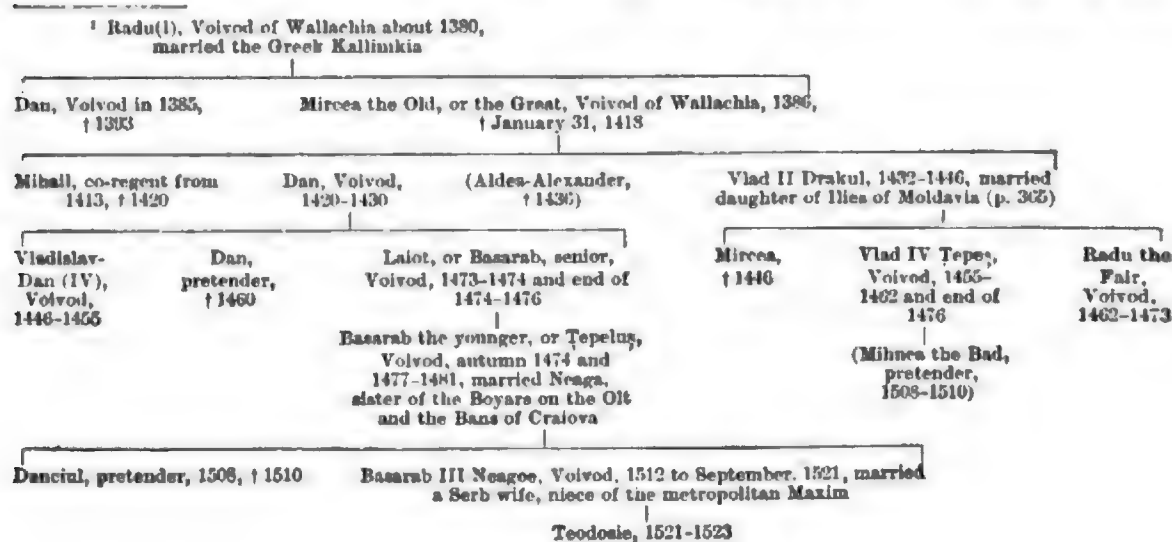 ¹ Radu(l), Voivod of Wallachia about 1380,
married the Greek Kallinikia
Dan, Voivod in 1385,
† 1393
Mircea the Old, or the Great, Voivod of Wallachia, 1386,
† January 31, 1418
Mihail, co-regent from
1413, † 1420
Dan, Voivod,
1420-1430
(Aldea-Alexander,
† 1436)
Vlad II Drakul, 1432-1446, married
daughter of Ilies of Moldavia (p. 365)
Vladislav-
Dan (IV),
Voivod,
1446-1455
Dan,
pretender,
† 1460
Laiot, or Basarab, senior,
Voivod, 1473-1474 and end of
1474-1476
Mircea,
† 1446
Vlad IV Țepeș,
Voivod, 1455-
1462 and end of
1476
Radu the
Fair,
Voivod,
1462-1473
Basarab the younger, or Țepeluș,
Voivod, autumn 1474 and
1477-1481, married Neaga,
sister of the Boyars on the Olt
and the Bans of Craiova
(Mihnea the Bad,
pretender,
1508-1510)
Danciul, pretender, 1508, † 1510
Basarab III Neagoe, Voivod, 1512 to September, 1521, married
a Serb wife, niece of the metropolitan Maxim
Teodosie, 1521-1523